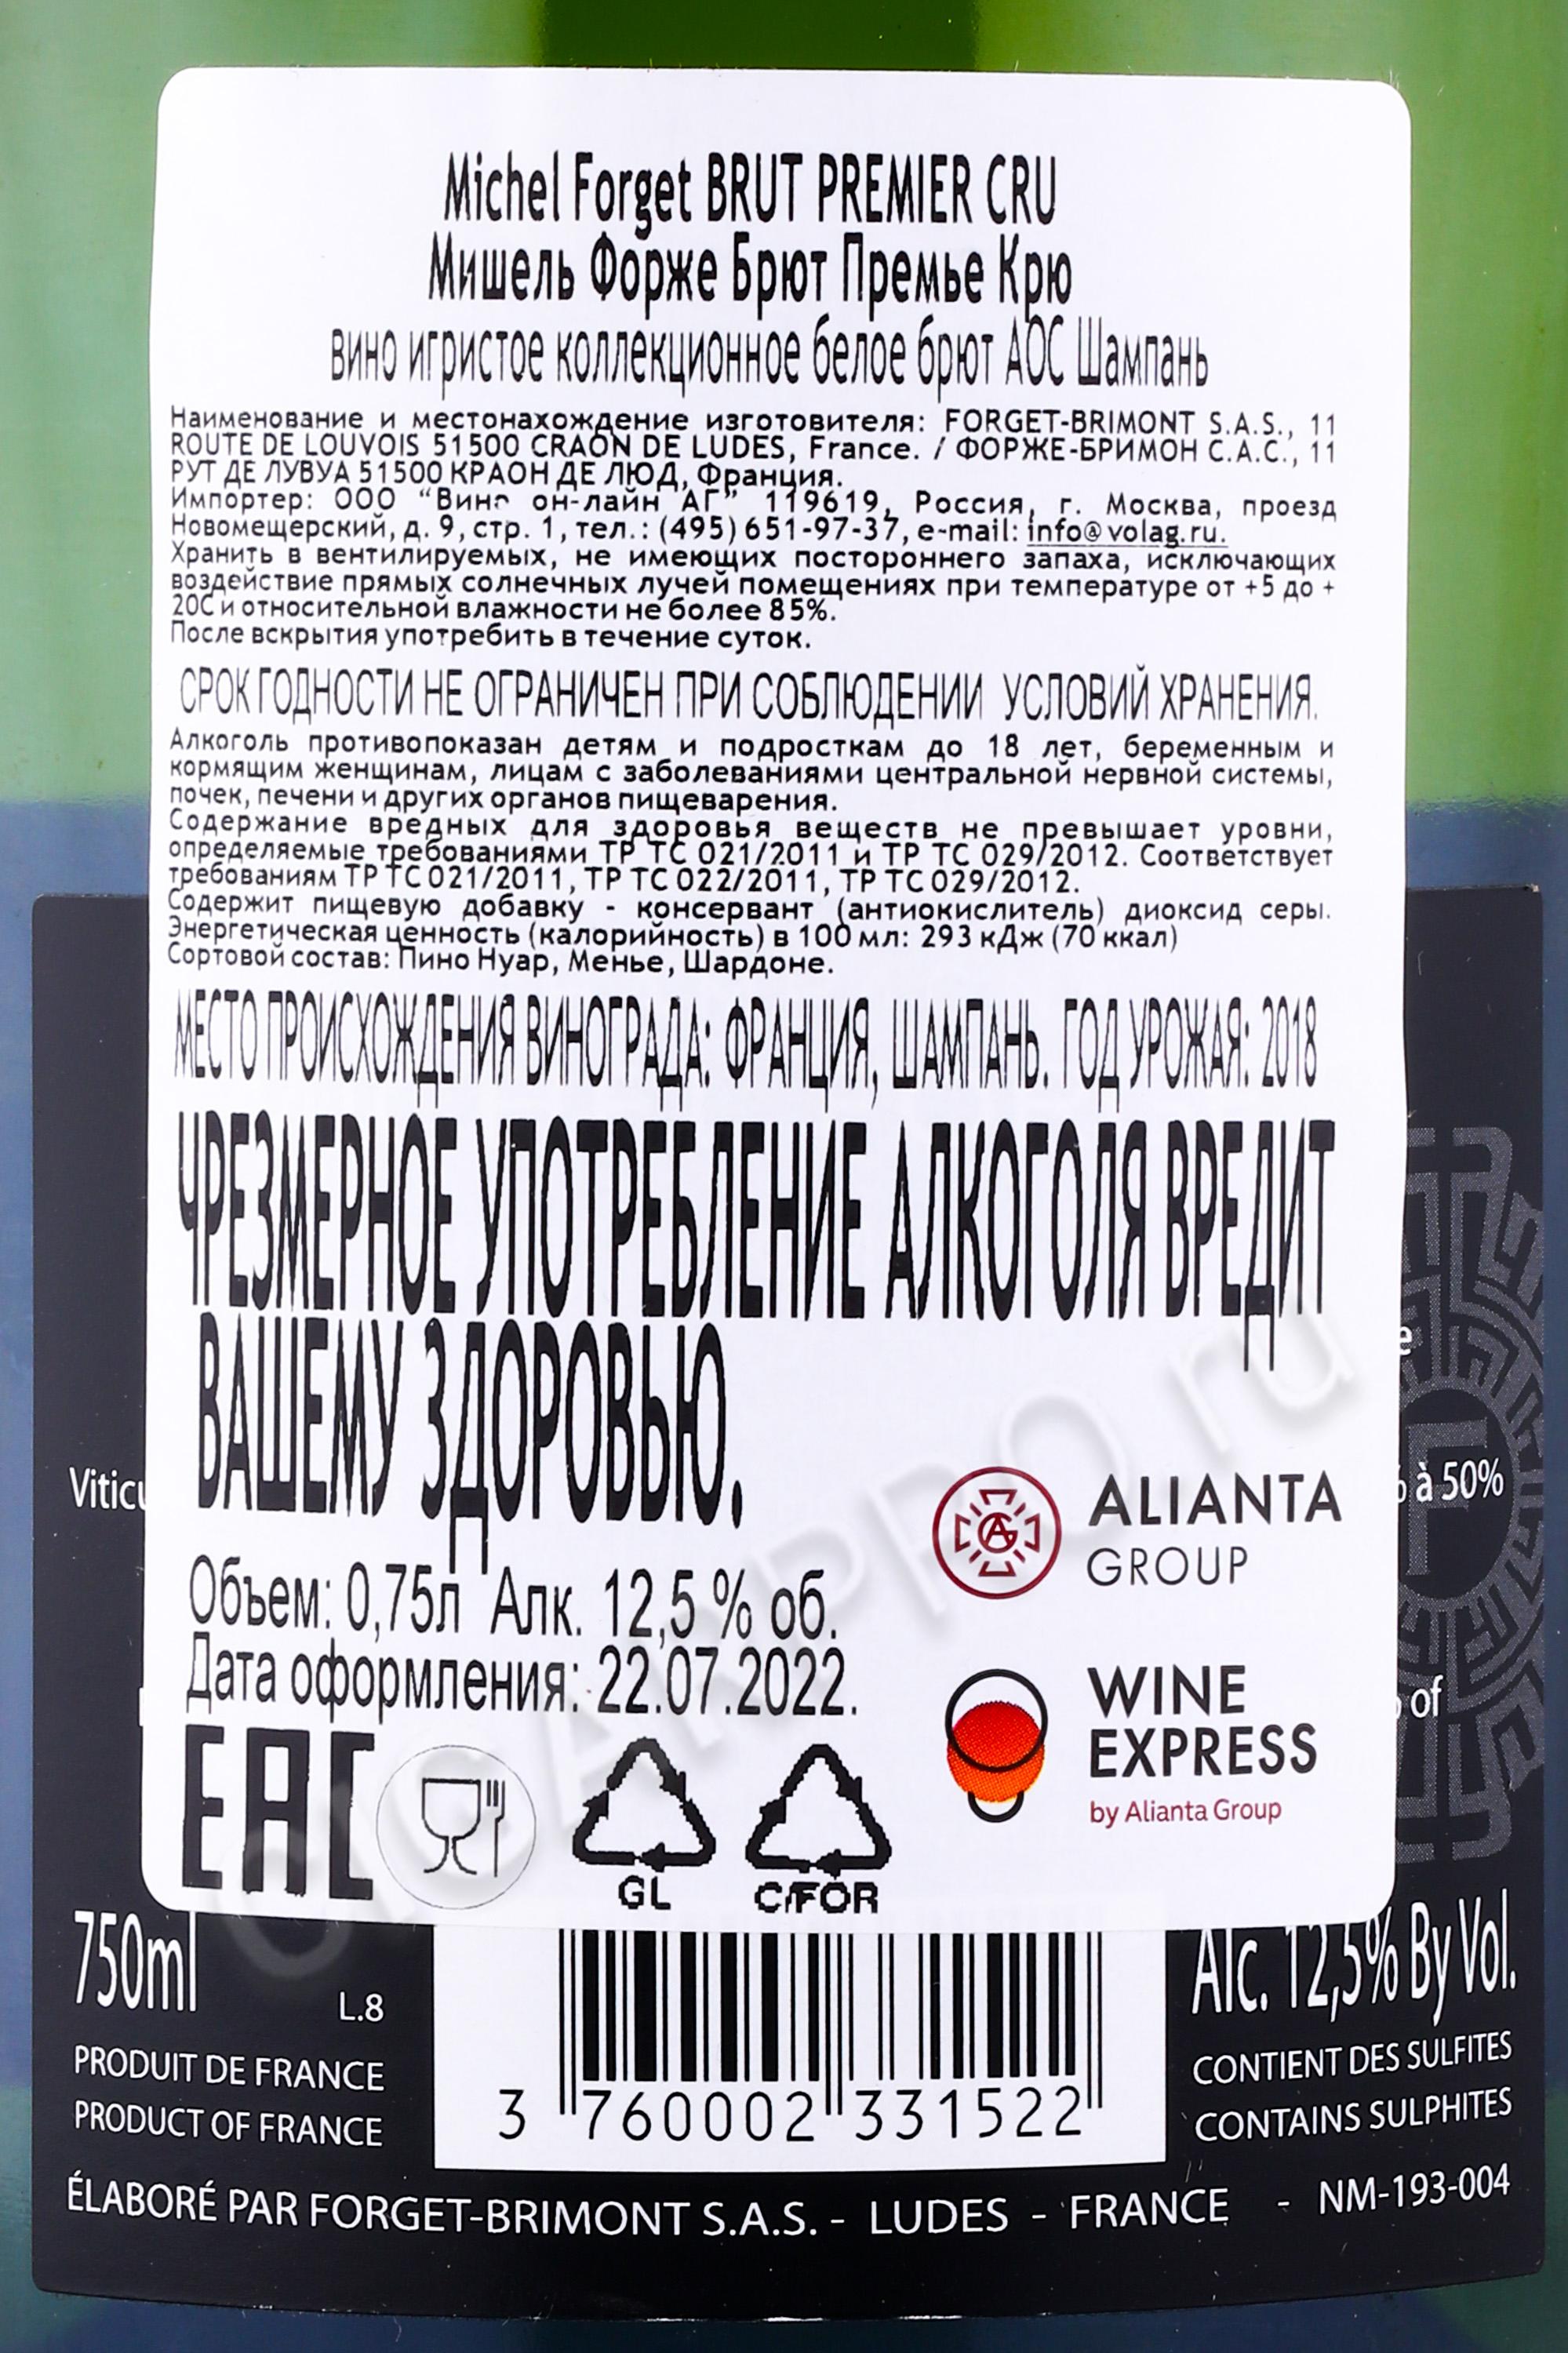 Michel Forget BRUT PREMIER CRU
Мишель Форже Брют Премье Крю
вино игристое коллекционное белое брют АОС Шампань
Наименование и местонахождение изготовителя: FORGET-BRIMONT S.A.S., 11
ROUTE DE LOUVOIS 51500 CRAON DE LUDES, France. / ФОРЖЕ-БРИМОН С.А.С., 11
РУТ ДЕ ЛУВУА 51500 КРАОН ДЕ ЛЮД, Франция.
Импортер: ООО “Вино он-лайн АГ” 119619, Россия, г. Москва, проезд
Новомещерский, д. 9, стр. 1, тел.: (495) 651-97-37, e-mail: info@volag.ru.
Хранить в вентилируемых, не имеющих постороннего запаха, исключающих
воздействие прямых солнечных лучей помещениях при температуре от +5 до +
20С и относительной влажности не более 85%.
После вскрытия употребить в течение суток.
СРОК ГОДНОСТИ НЕ ОГРАНИЧЕН ПРИ СОБЛЮДЕНИИ УСЛОВИЙ ХРАНЕНИЯ.
Алкоголь противопоказан детям и подросткам до 18 лет, беременным и
кормящим женщинам, лицам с заболеваниями центральной нервной системы,
почек, печени и других органов пищеварения.
Содержание вредных для здоровья веществ не превышает уровни,
определяемые требованиями ТР ТС 021/2011 и ТР ТС 029/2012. Соответствует
требованиям ТР ТС 021/2011, ТР ТС 022/2011, ТР ТС 029/2012.
Содержит пищевую добавку - консервант (антиокислитель) диоксид серы.
Энергетическая ценность (калорийность) в 100 мл: 293 кДж (70 ккал)
Сортовой состав: Пино Нуар, Менье, Шардоне.
МЕСТО ПРОИСХОЖДЕНИЯ ВИНОГРАДА: ФРАНЦИЯ, ШАМПАНЬ. ГОД УРОЖАЯ: 2018
ЧРЕЗМЕРНОЕ УПОТРЕБЛЕНИЕ АЛКОГОЛЯ ВРЕДИТ
ВАШЕМУ ЗДОРОВЬЮ.
Viticu
à 50%
ALIANTA
GROUP
Объем: 0,75л Алк. 12,5 % об.
Дата оформления: 22.07.2022.
WINE
EXPRESS
by Alianta Group
of
EAC
GL
C/FOR
CIGARPRO.ru
750ml
L.8
Alc. 12,5% By Vol.
PRODUIT DE FRANCE
PRODUCT OF FRANCE
3 760002 331522
CONTIENT DES SULFITES
CONTAINS SULPHITES
ÉLABORÉ PAR FORGET-BRIMONT S.A.S. - LUDES - FRANCE - NM-193-004